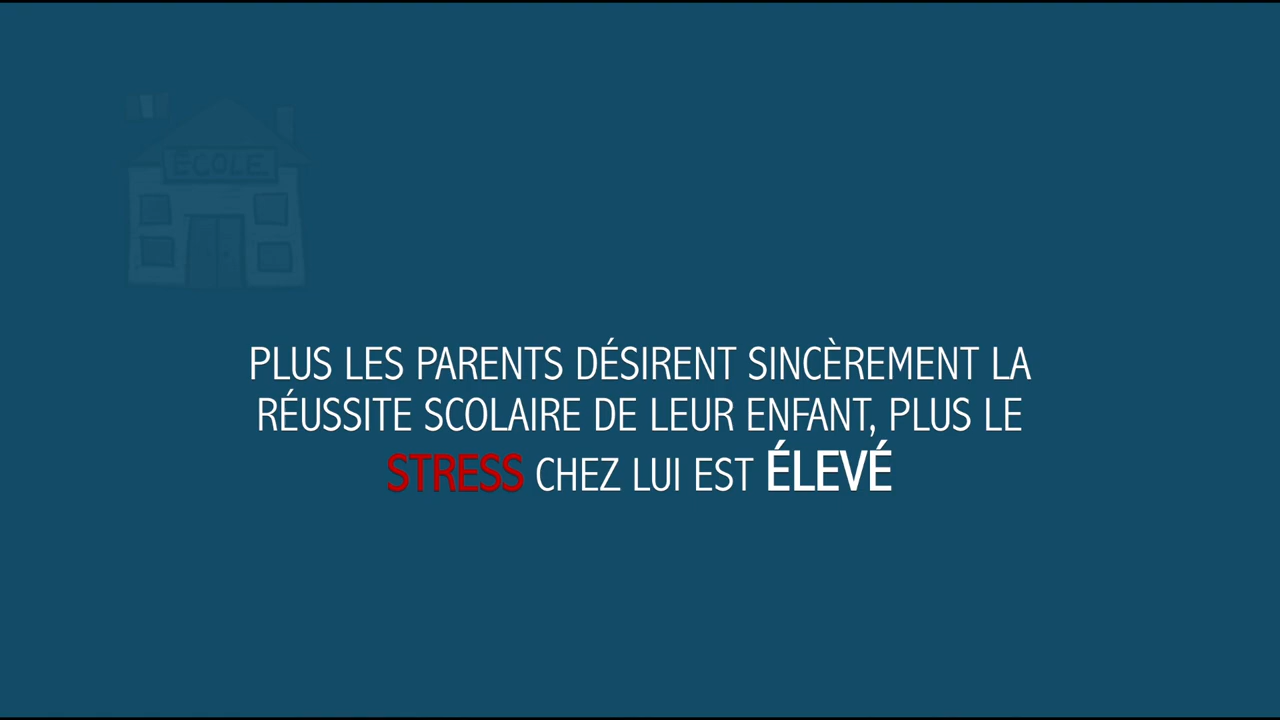 ÉCOLE
PLUS LES PARENTS DÉSIRENT SINCÈREMENT LA
RÉUSSITE SCOLAIRE DE LEUR ENFANT, PLUS LE
STRESS CHEZ LUI EST ÉLEVÉ